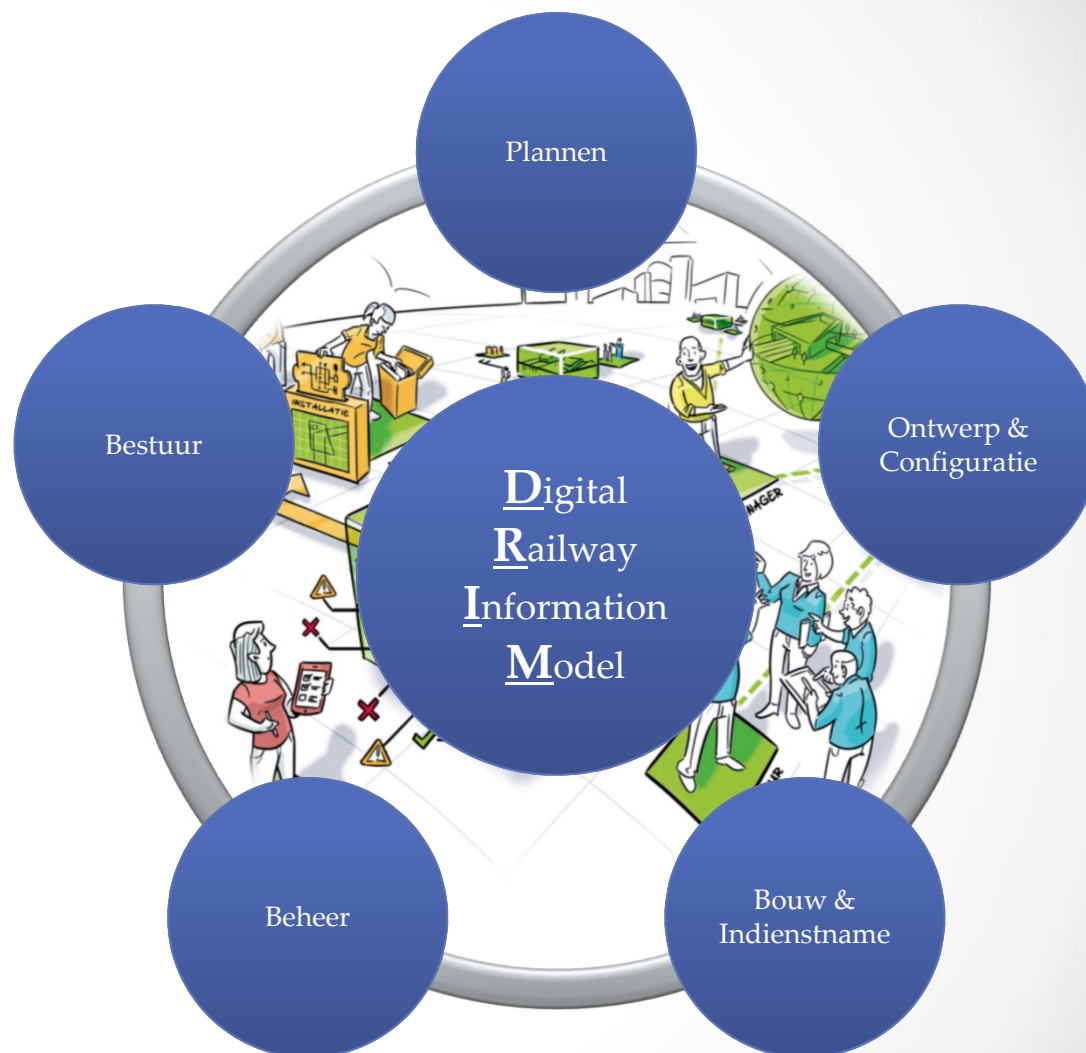 Plannen
Bestuur
Ontwerp &
Configuratie
INSTALLATIE
Digital
Railway
Information
Model
Beheer
Bouw &
Indienstname